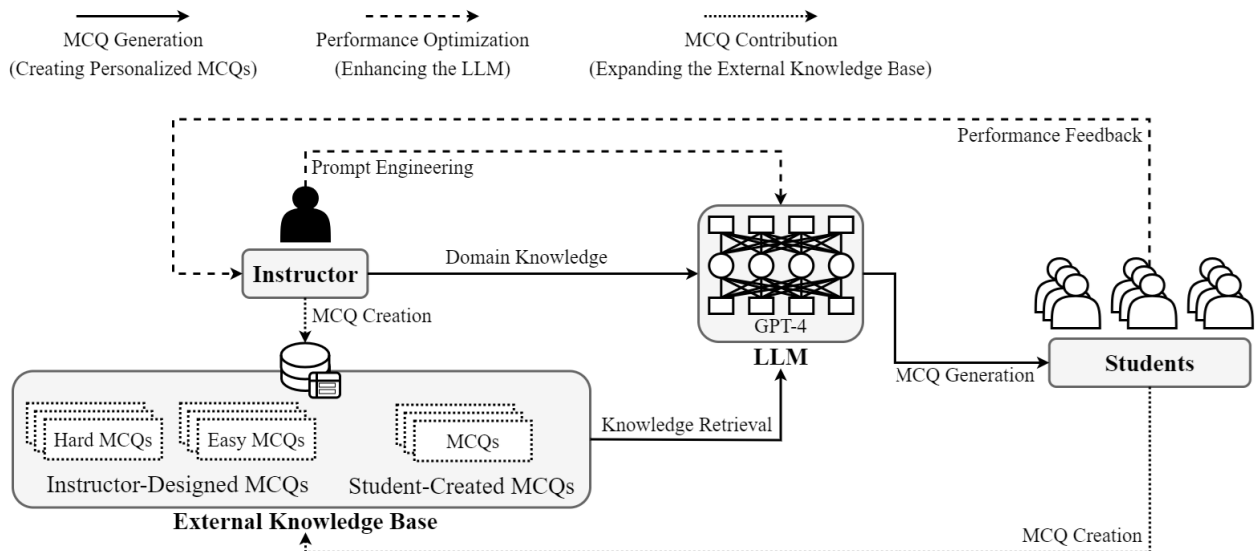 MCQ Generation
(Creating Personalized MCQs)
Performance Optimization
(Enhancing the LLM)
MCQ Contribution
(Expanding the External Knowledge Base)
Performance Feedback
Prompt Engineering
Instructor
Domain Knowledge
MCQ Creation
GPT-4
LLM
MCQ Generation
Students
Hard MCQs
Easy MCQs
MCQs
Knowledge Retrieval
Instructor-Designed MCQs
Student-Created MCQs
External Knowledge Base
MCQ Creation